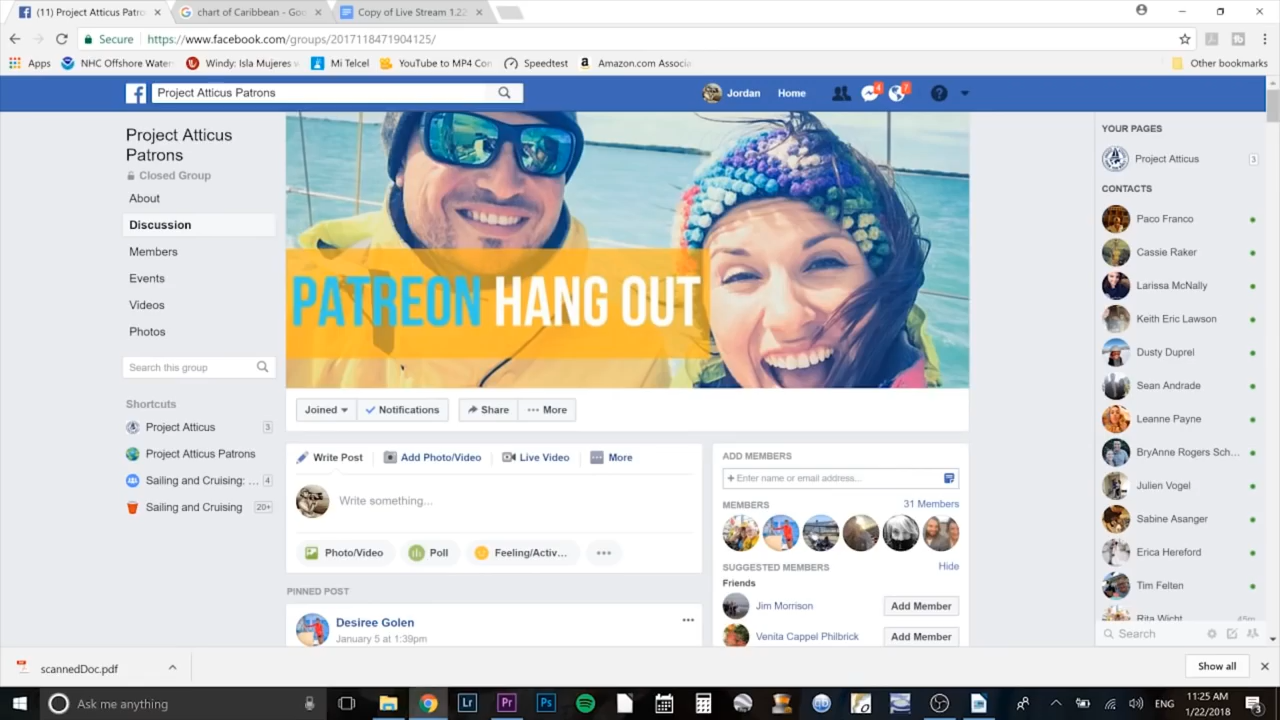 (11) Project Atticus Patro
chart of Caribbean - Goo
Copy of Live Stream 1.22
Secure
https://www.facebook.com/groups/2017118471904125/
Apps
NHC Offshore Water
Windy: Isla Mujeres
Mi Telcel
YouTube to MP4 Con
Speedtest
Amazon.com Associa
Other bookmarks
Project Atticus Patrons
Jordan
Home
4
7
Project Atticus
Patrons
Closed Group
About
Discussion
Members
Events
Videos
Photos
Search this group
Shortcuts
Project Atticus 3
Project Atticus Patrons
Sailing and Cruising: ... 4
Sailing and Cruising 20+
PATREON HANG OUT
Joined
Notifications
Share
More
Write Post
Add Photo/Video
Live Video
More
Write something...
Photo/Video
Poll
Feeling/Activ...
PINNED POST
Desiree Golen
January 5 at 1:39pm
ADD MEMBERS
+ Enter name or email address...
MEMBERS
31 Members
SUGGESTED MEMBERS
Hide
Friends
Jim Morrison
Add Member
Venita Cappel Philbrick
Add Member
YOUR PAGES
Project Atticus 3
CONTACTS
Paco Franco
Cassie Raker
Larissa McNally
Keith Eric Lawson
Dusty Duprel
Sean Andrade
Leanne Payne
BryAnne Rogers Sch...
Julien Vogel
Sabine Asanger
Erica Hereford
Tim Felten
Rita Wicht 45m
Search
scannedDoc.pdf
Show all
Ask me anything
Lr
Pr
Ps
ENG
11:25 AM
1/22/2018
3